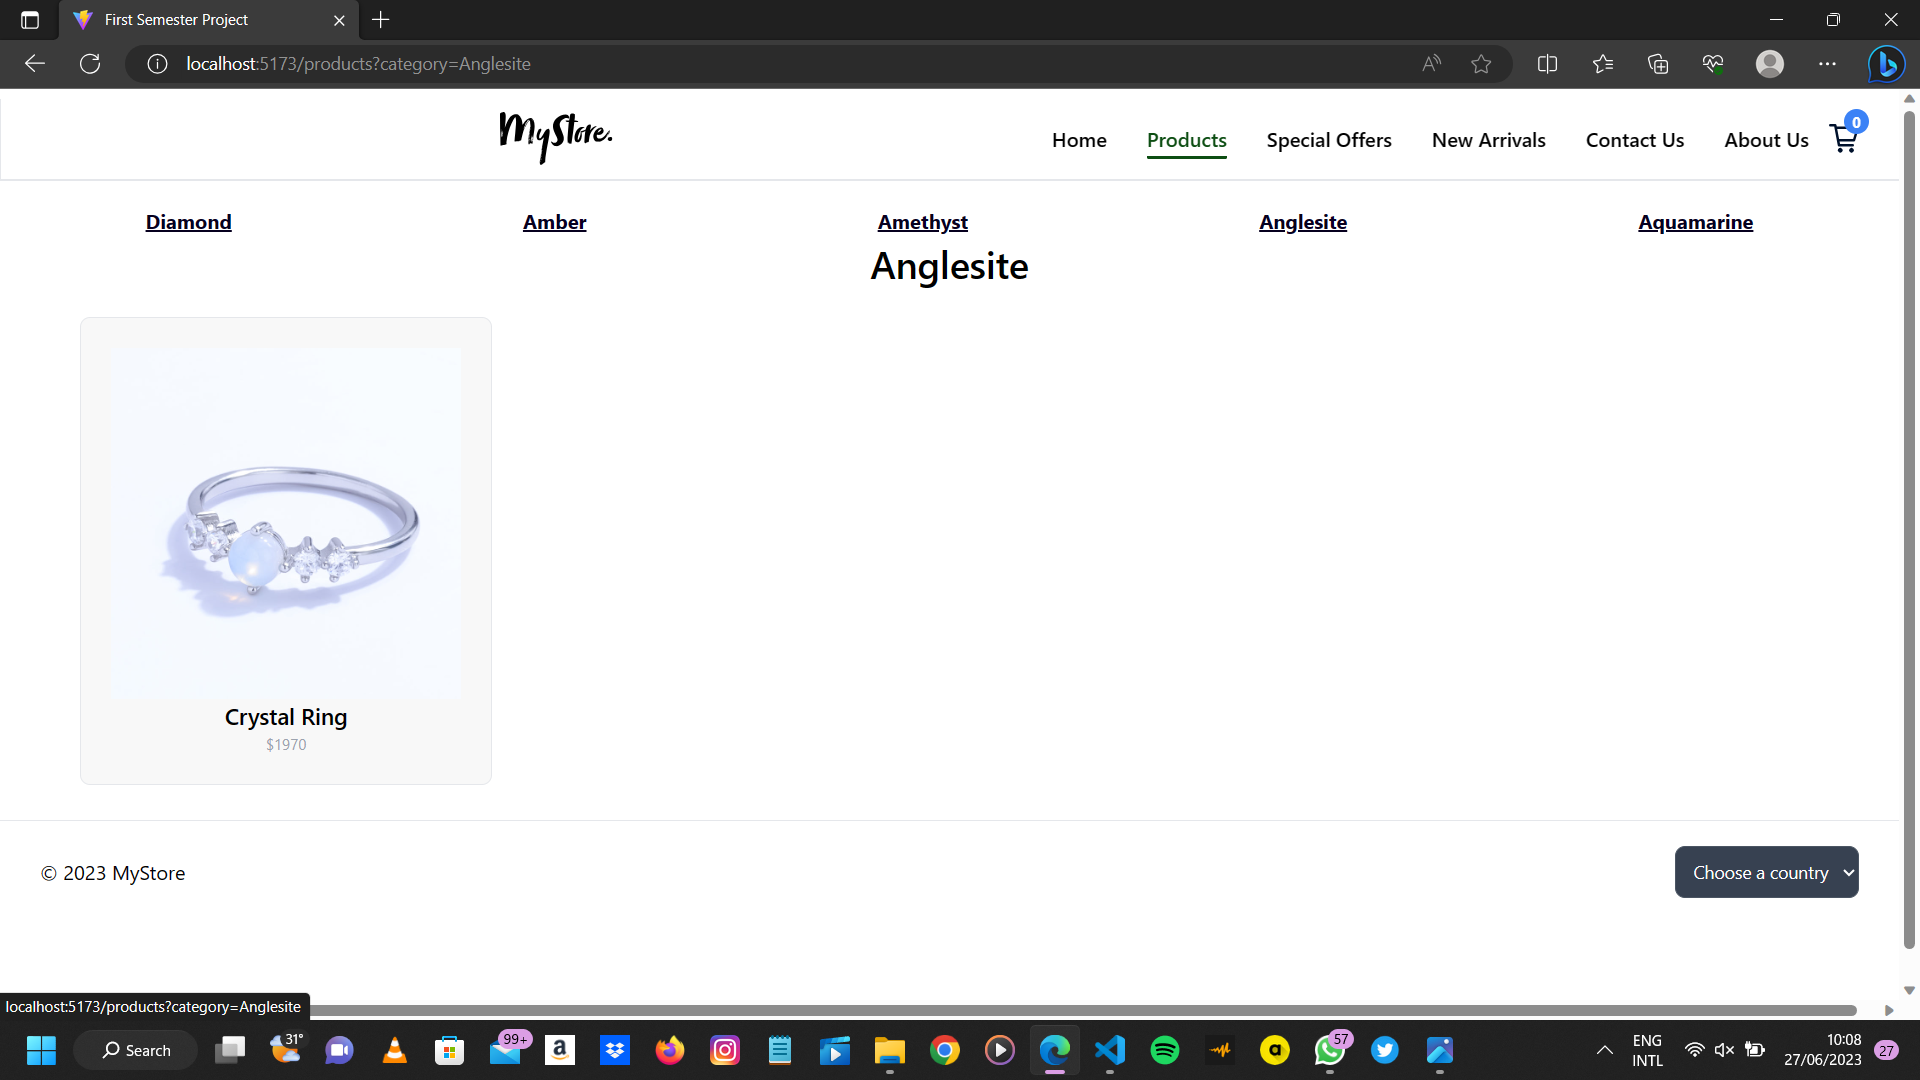 First Semester Project
localhost:5173/products?category=Anglesite
MyStore.
Home Products Special Offers New Arrivals Contact Us About Us 0
Diamond Amber Amethyst Anglesite Aquamarine
Anglesite
Crystal Ring
$1970
© 2023 MyStore
Choose a country
localhost:5173/products?category=Anglesite
Search
31°
99+
a
a
57
ENG
INTL
10:08
27/06/2023
27